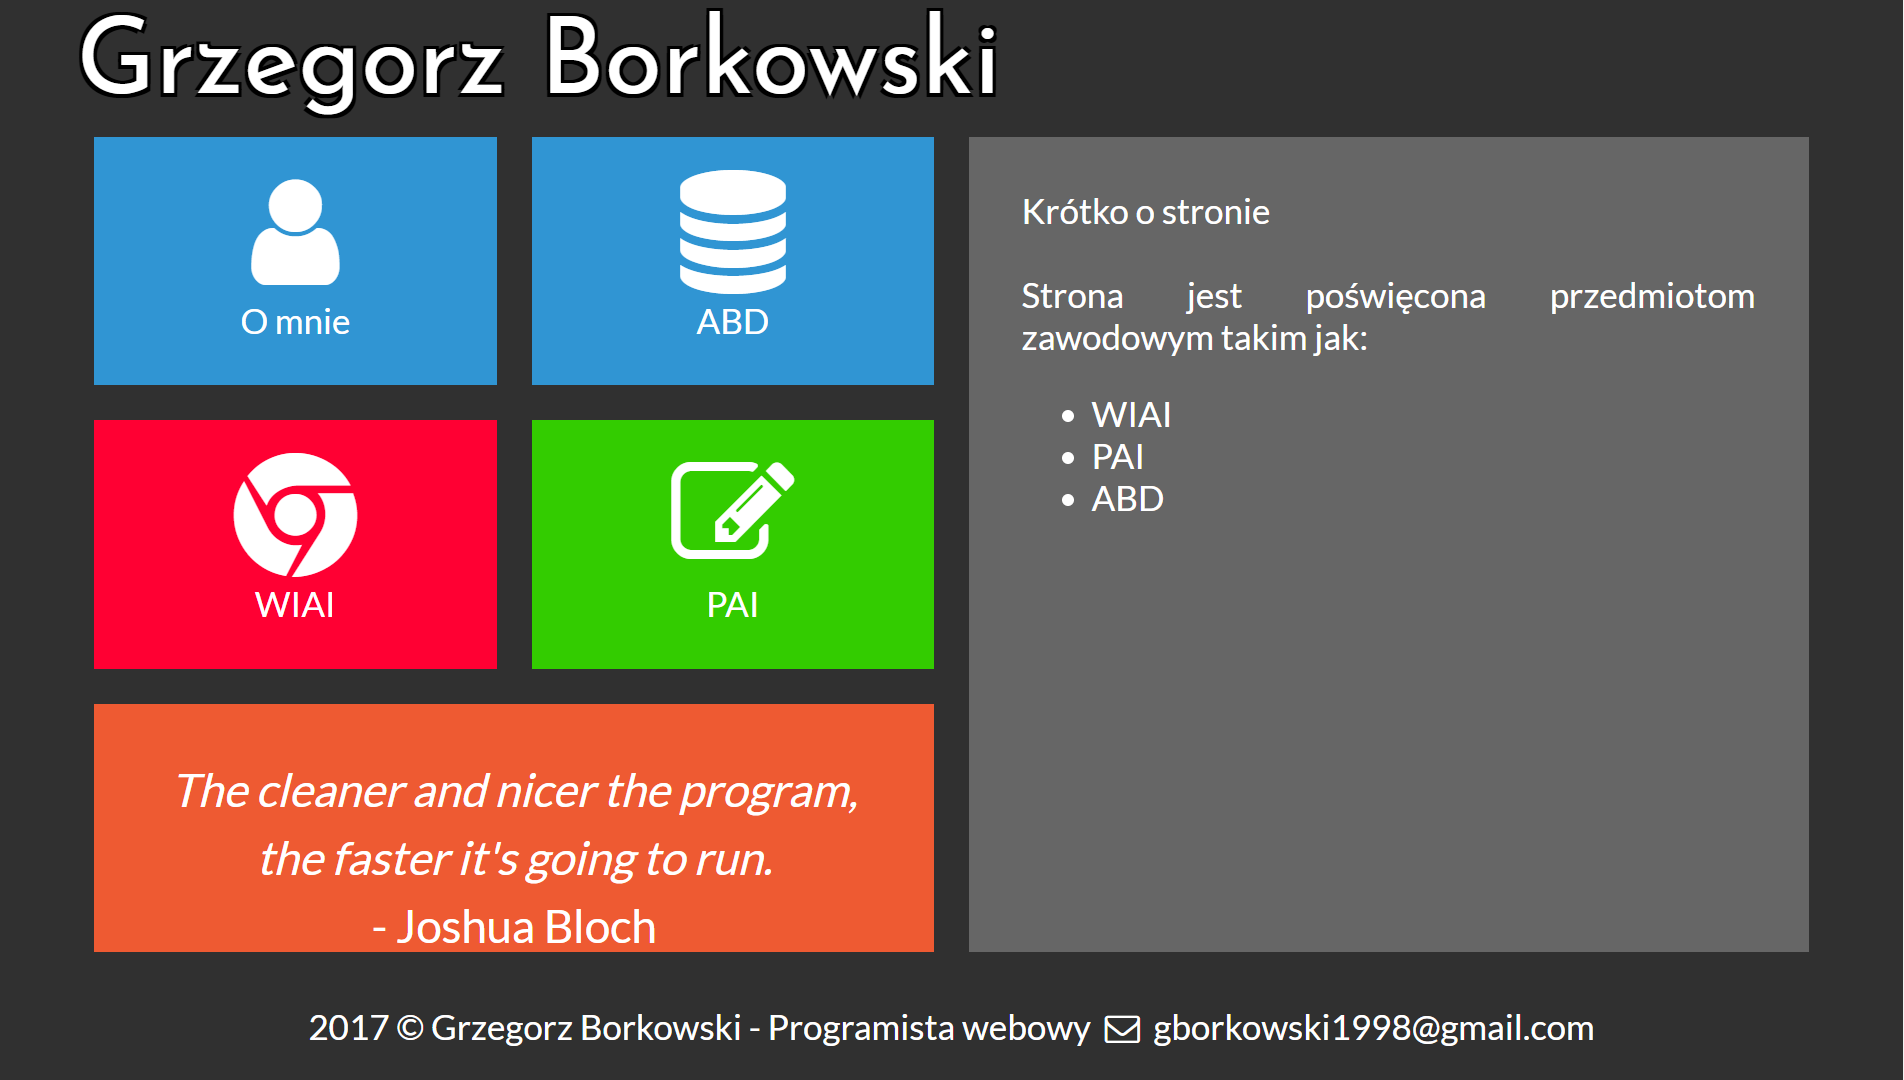 Grzegorz Borkowski
O mnie
ABD
WIAI
PAI
The cleaner and nicer the program,
the faster it's going to run.
- Joshua Bloch
Krótko o stronie
Strona jest poświęcona przedmiotom
zawodowym takim jak:
• WIAI
• PAI
• ABD
2017 © Grzegorz Borkowski - Programista webowy gborkowski1998@gmail.com